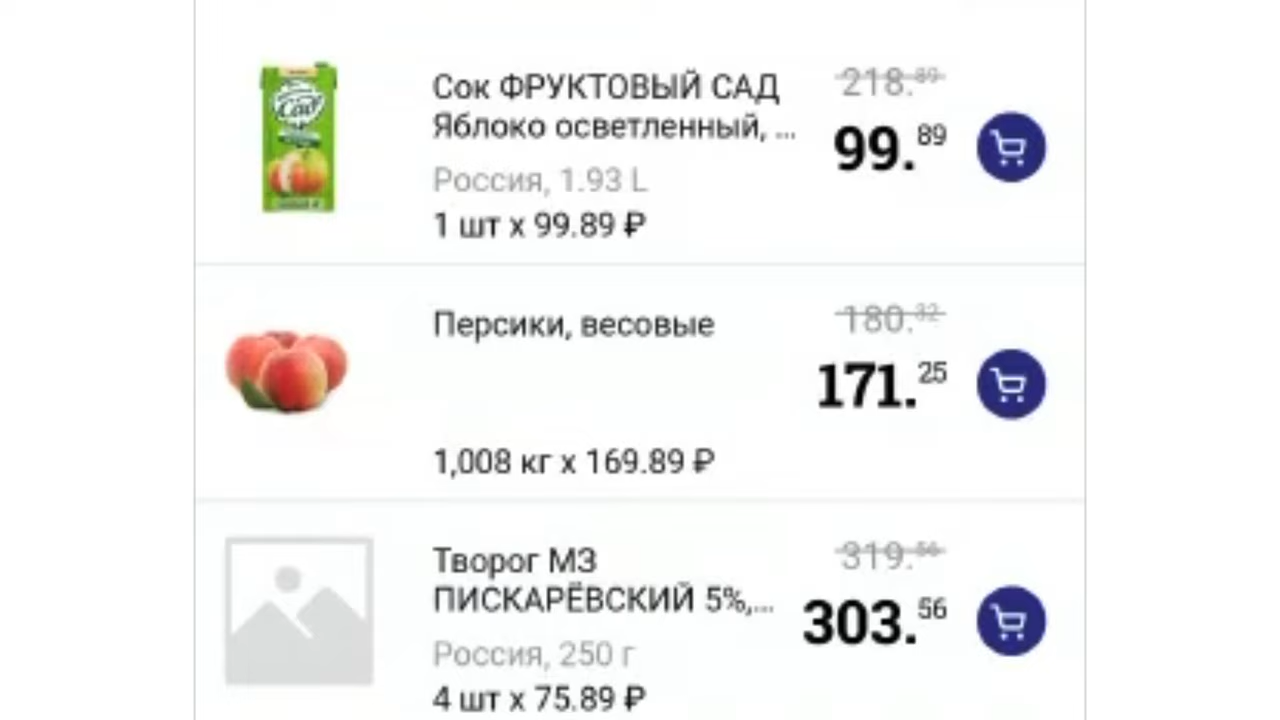 Сок ФРУКТОВЫЙ САД
Яблоко осветленный, ...
Россия, 1.93 L
1 шт x 99.89 ₽
218.89
99.89
Сад
Персики, весовые
1,008 кг x 169.89 ₽
180.32
171.25
Творог МЗ
ПИСКАРЁВСКИЙ 5%,...
Россия, 250 г
4 шт x 75.89 ₽
319.56
303.56